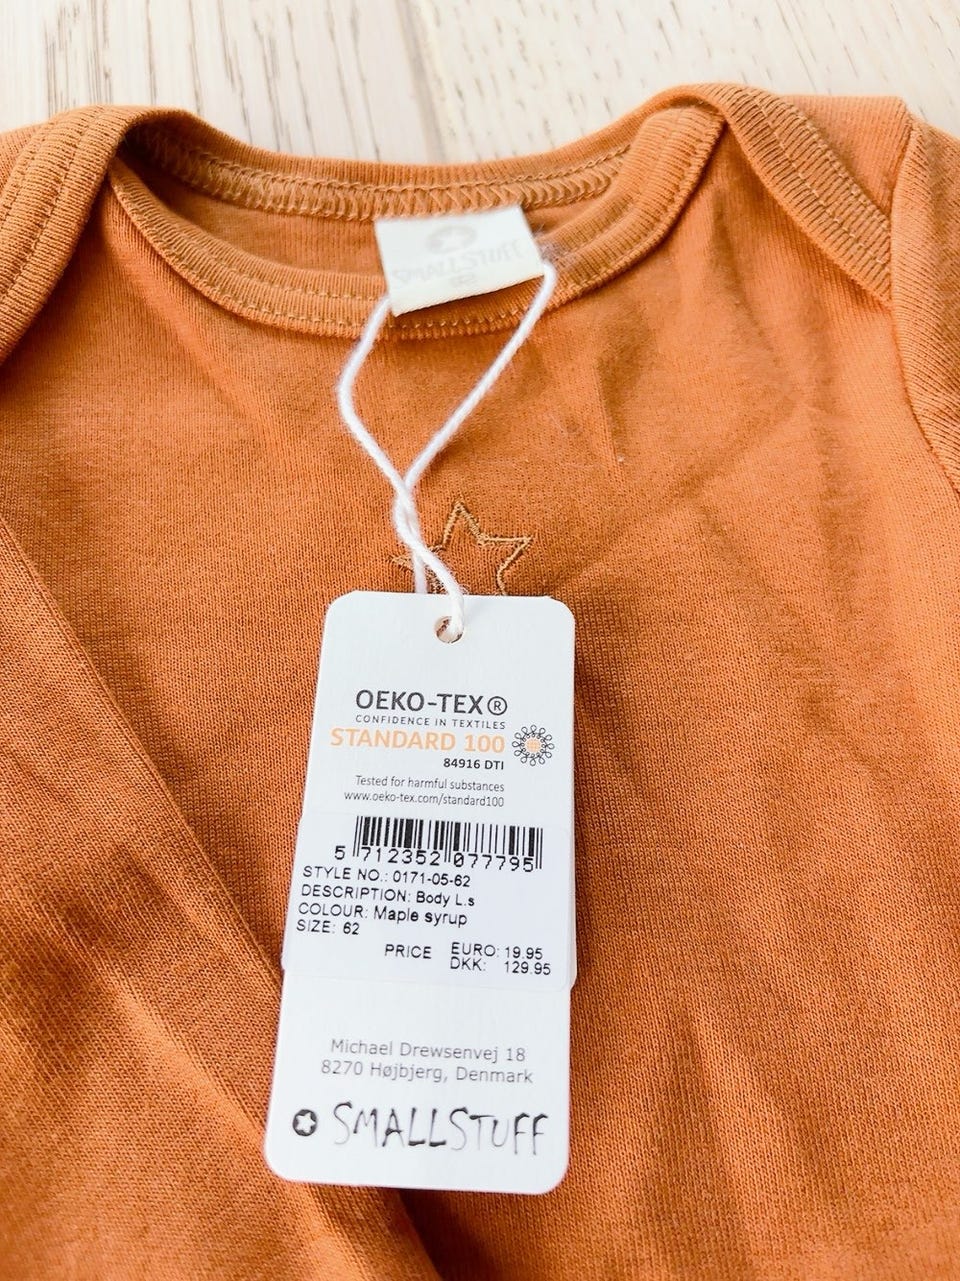 SMALLSTUFF
OEKO-TEX®
CONFIDENCE IN TEXTILES
STANDARD 100
84916 DTI
Tested for harmful substances
www.oeko-tex.com/standard100
5 712352 077795
STYLE NO.: 0171-05-62
DESCRIPTION: Body L.s
COLOUR: Maple syrup
SIZE: 62
PRICE EURO: 19.95
DKK: 129.95
Michael Drewsenvej 18
8270 Højbjerg, Denmark
SMALLSTUFF